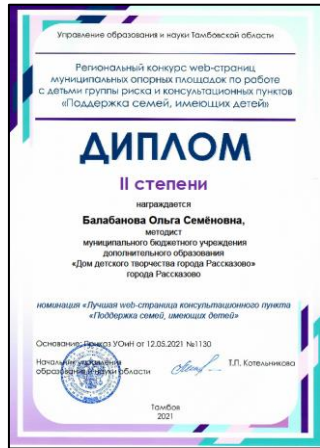 Управление образования и науки Тамбовской области
Региональный конкурс web-страниц
муниципальных опорных площадок по работе
с детьми группы риска и консультационных пунктов
«Поддержка семей, имеющих детей»
ДИПЛОМ
II степени
награждается
Балабанова Ольга Семёновна,
методист
муниципального бюджетного учреждения
дополнительного образования
«Дом детского творчества города Рассказово»
города Рассказово
номинация «Лучшая web-страница консультационного пункта
«Поддержка семей, имеющих детей»
Основание: Приказ УОиН от 12.05.2021 №1130
Начальник управления
образования и науки области
Т.П. Котельникова
Тамбов
2021